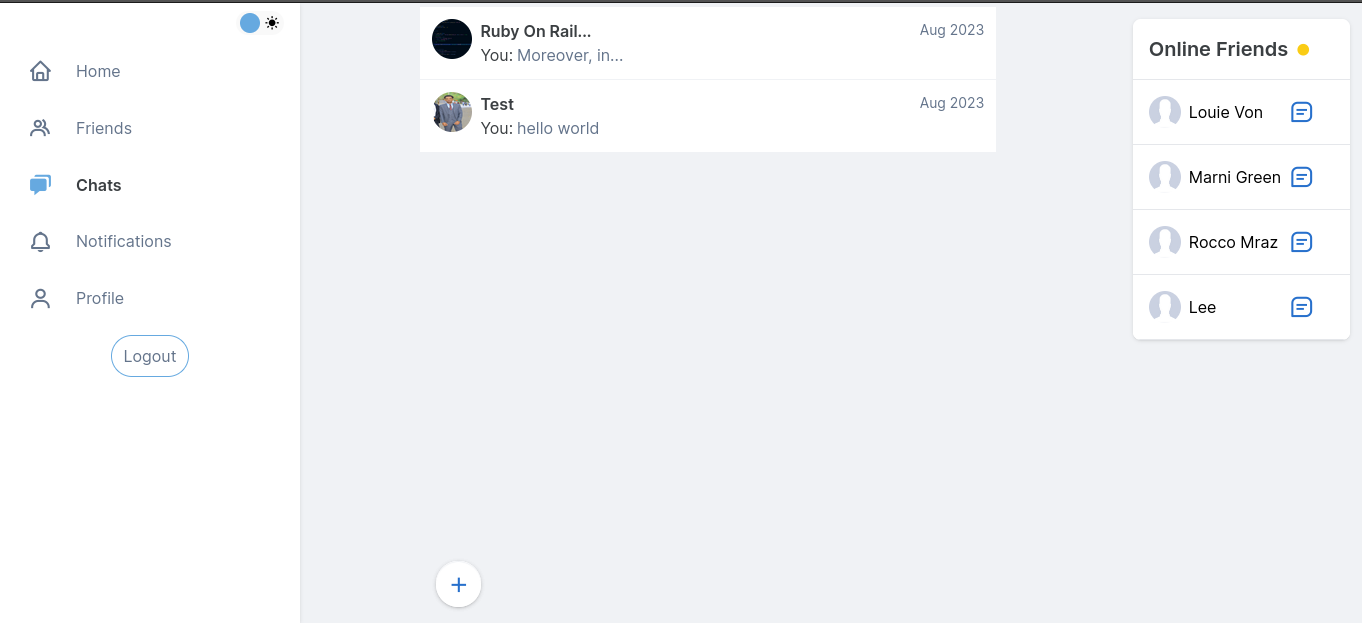 Home
Friends
Chats
Notifications
Profile
Logout
Ruby On Rail...
Aug 2023
You: Moreover, in...
Test
Aug 2023
You: hello world
Online Friends
Louie Von
Marni Green
Rocco Mraz
Lee